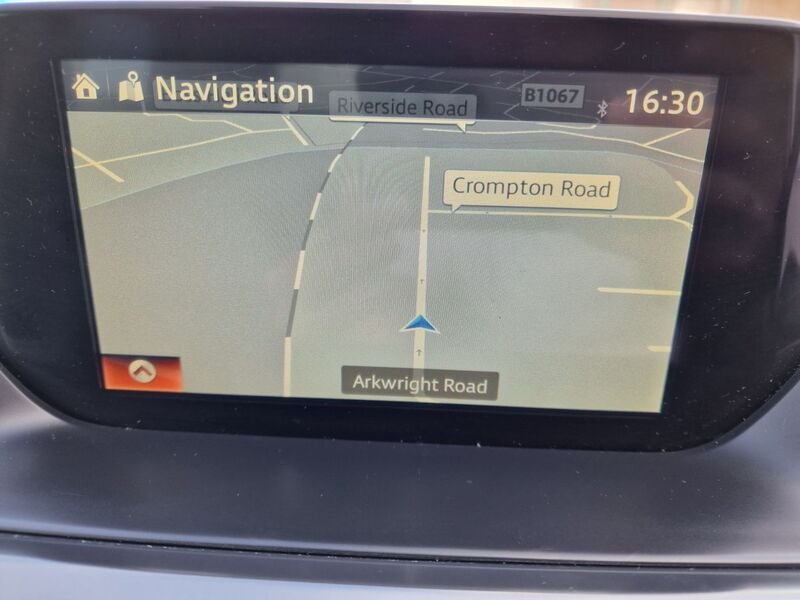 Navigation
Riverside Road
B1067
16:30
Crompton Road
Arkwright Road